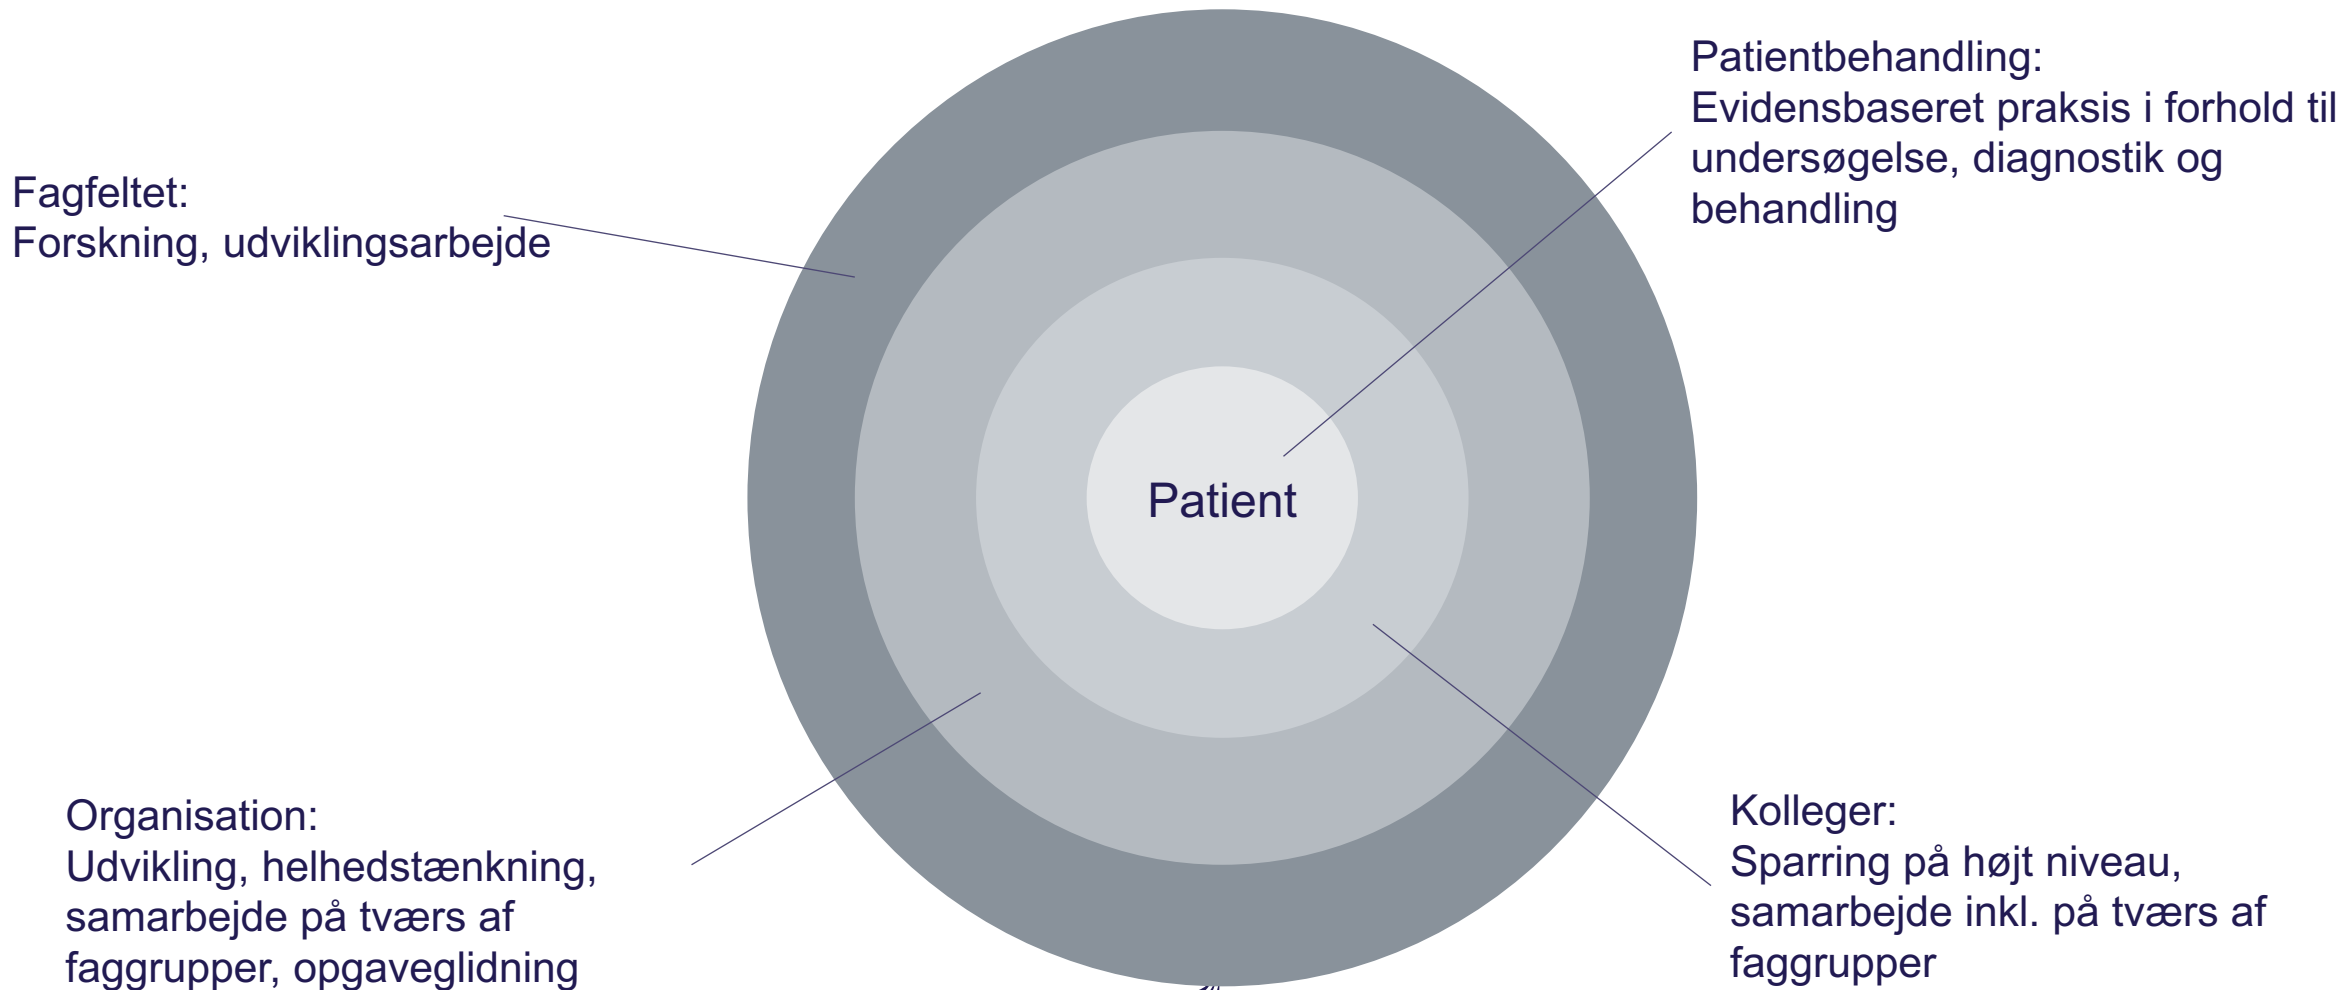 Patientbehandling:
Evidensbaseret praksis i forhold til
undersøgelse, diagnostik og
behandling
Fagfeltet:
Forskning, udviklingsarbejde
Patient
Organisation:
Udvikling, helhedstænkning,
samarbejde på tværs af
faggrupper, opgaveglidning
Kolleger:
Sparring på højt niveau,
samarbejde inkl. på tværs af
faggrupper